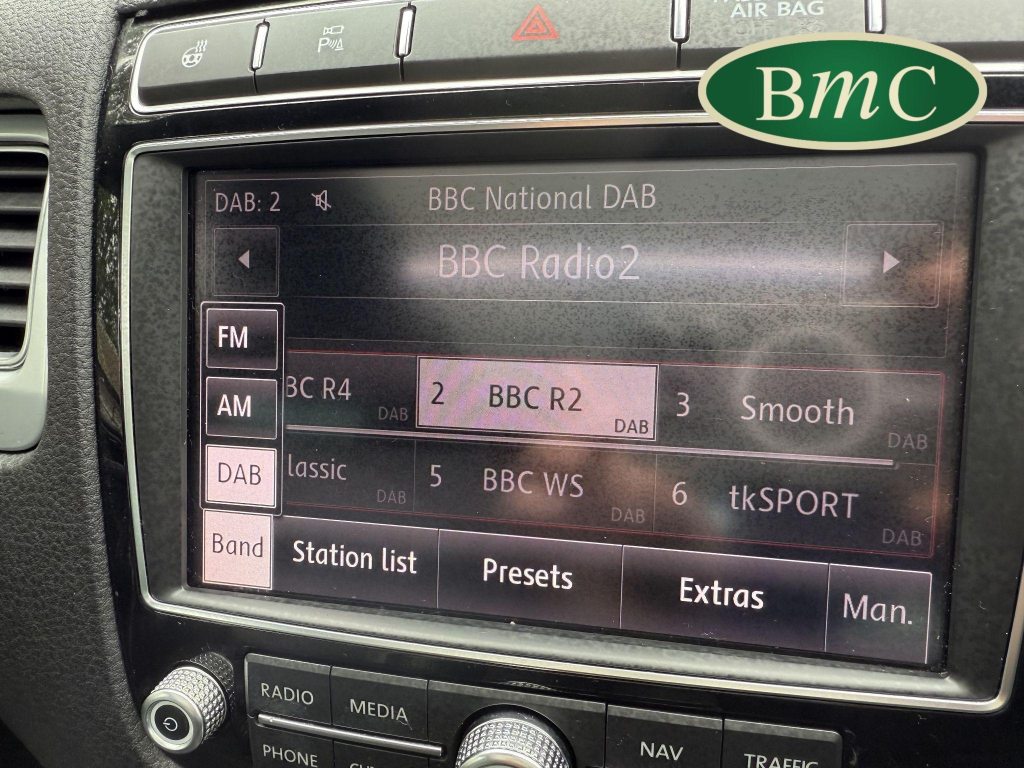 AIR BAG
BmC
DAB: 2
BBC National DAB
BBC Radio2
FM
AM
DAB
Band
BC R4
DAB
2 BBC R2
DAB
3 Smooth
DAB
lassic
DAB
5 BBC WS
DAB
6 tkSPORT
DAB
Station list
Presets
Extras
Man.
RADIO
MEDIA
NAV
TRAFFIC
PHONE